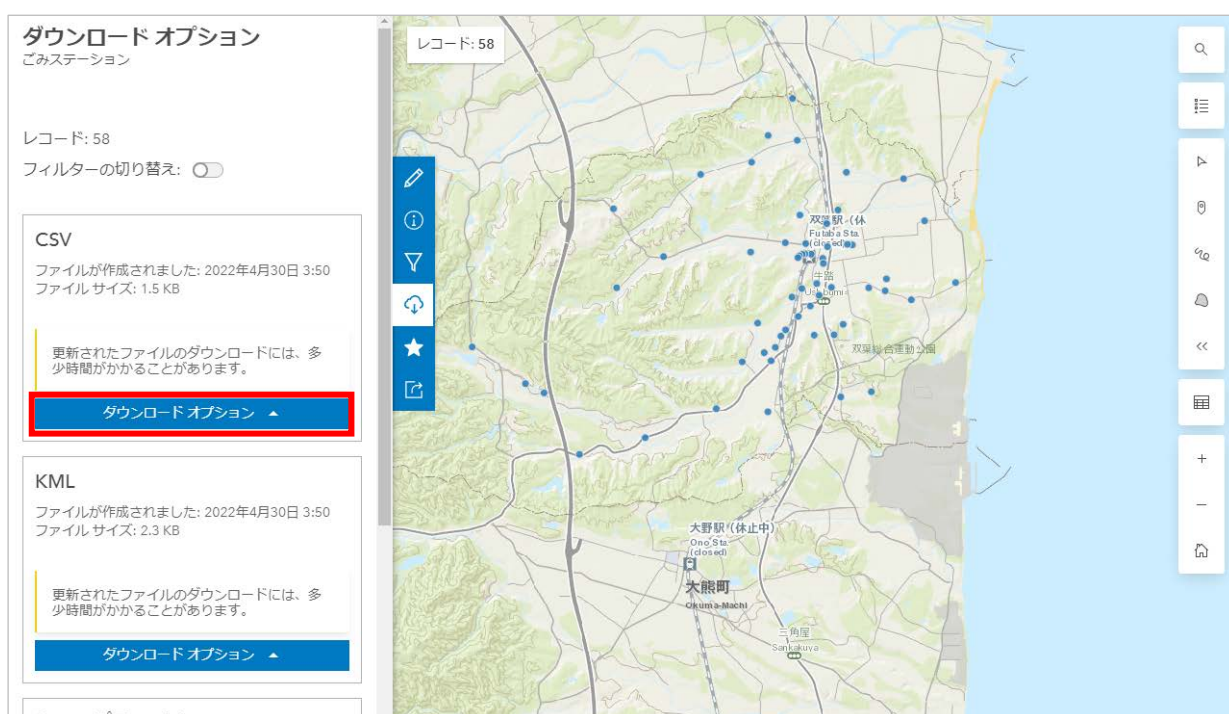 ダウンロード オプション
ごみステーション
レコード: 58
フィルターの切り替え:
CSV
ファイルが作成されました: 2022年4月30日 3:50
ファイル サイズ: 1.5 KB
更新されたファイルのダウンロードには、多
少時間がかかることがあります。
ダウンロード オプション
KML
ファイルが作成されました: 2022年4月30日 3:50
ファイル サイズ: 2.3 KB
更新されたファイルのダウンロードには、多
少時間がかかることがあります。
ダウンロード オプション
レコード: 58
双葉駅 (休
Futaba Sta.
(closed)
牛踏
双葉総合運動公園
大野駅 (休止中)
Ono Sta.
(closed)
大熊町
Okuma-Machi
三角屋
Sankakuya